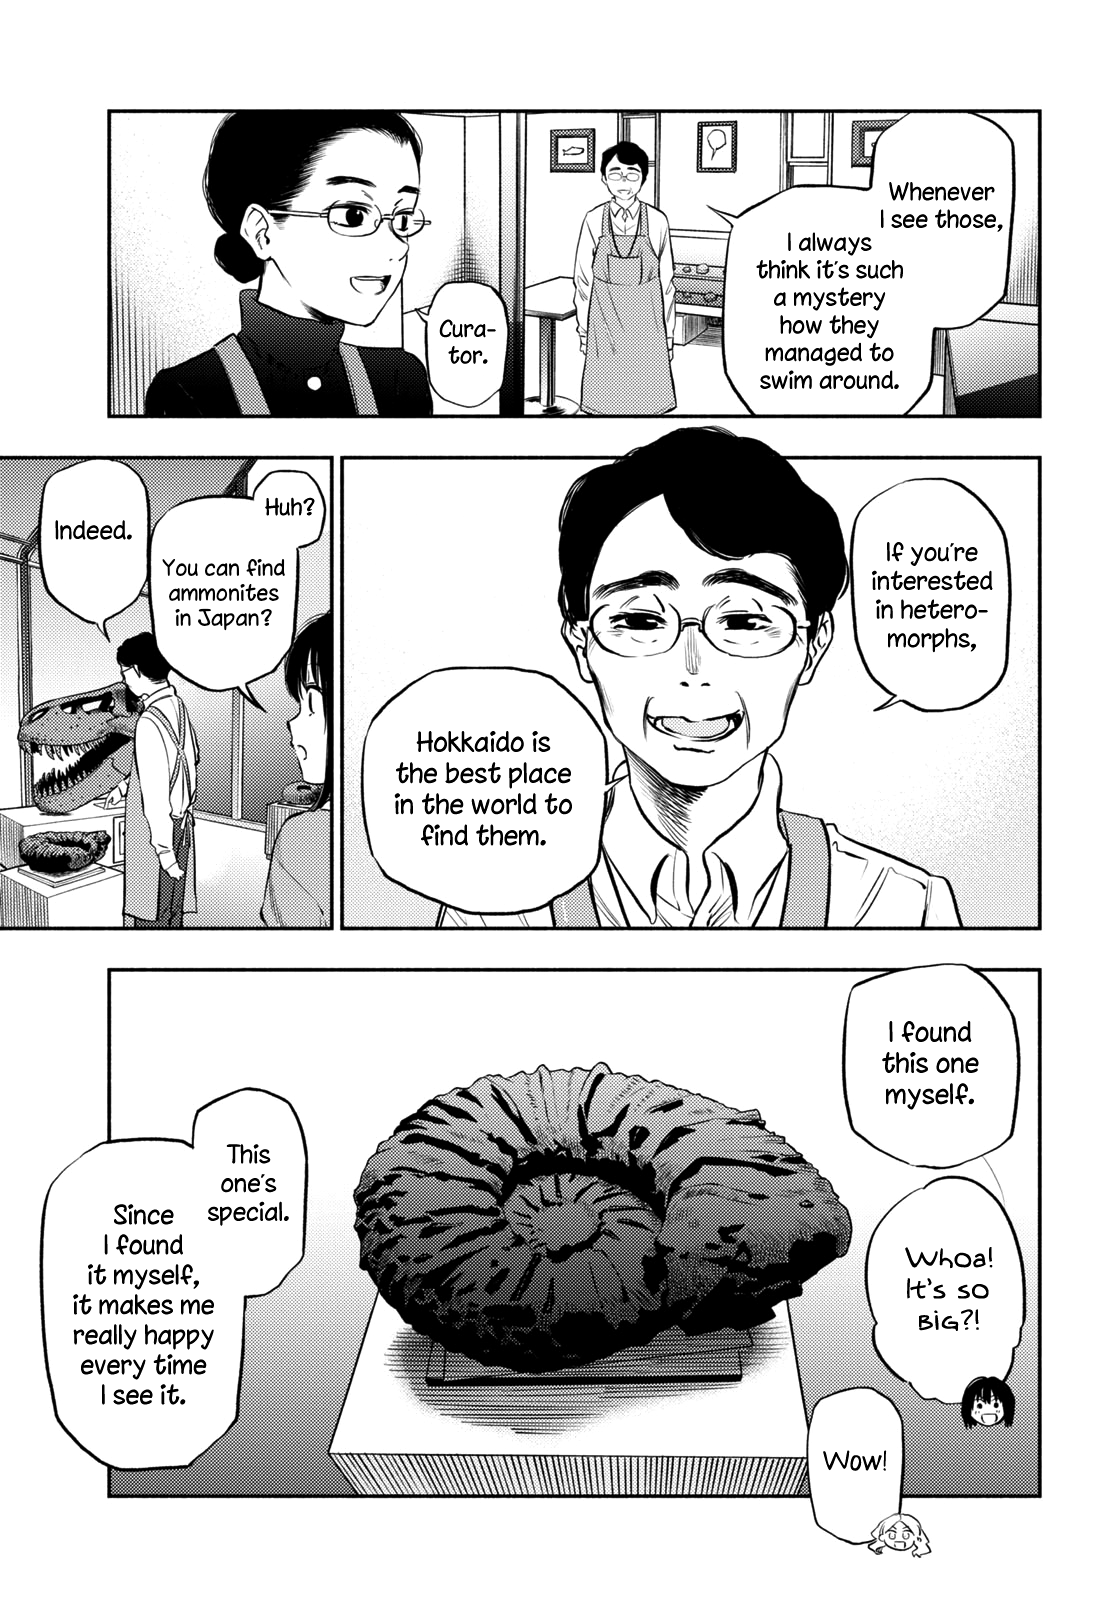 Whenever
I see those,
I always
think it's such
a mystery
how they
managed to
swim around.
Cura-
tor.
If you're
interested
in hetero-
morphs,
Hokkaido is
the best place
in the world to
find them.
Huh?
You can find
ammonites
in Japan?
Indeed.
I found
this one
myself.
Whoa!
It's so
big?!
Wow!
This
one's
special.
Since
I found
it myself,
it makes me
really happy
every time
I see it.